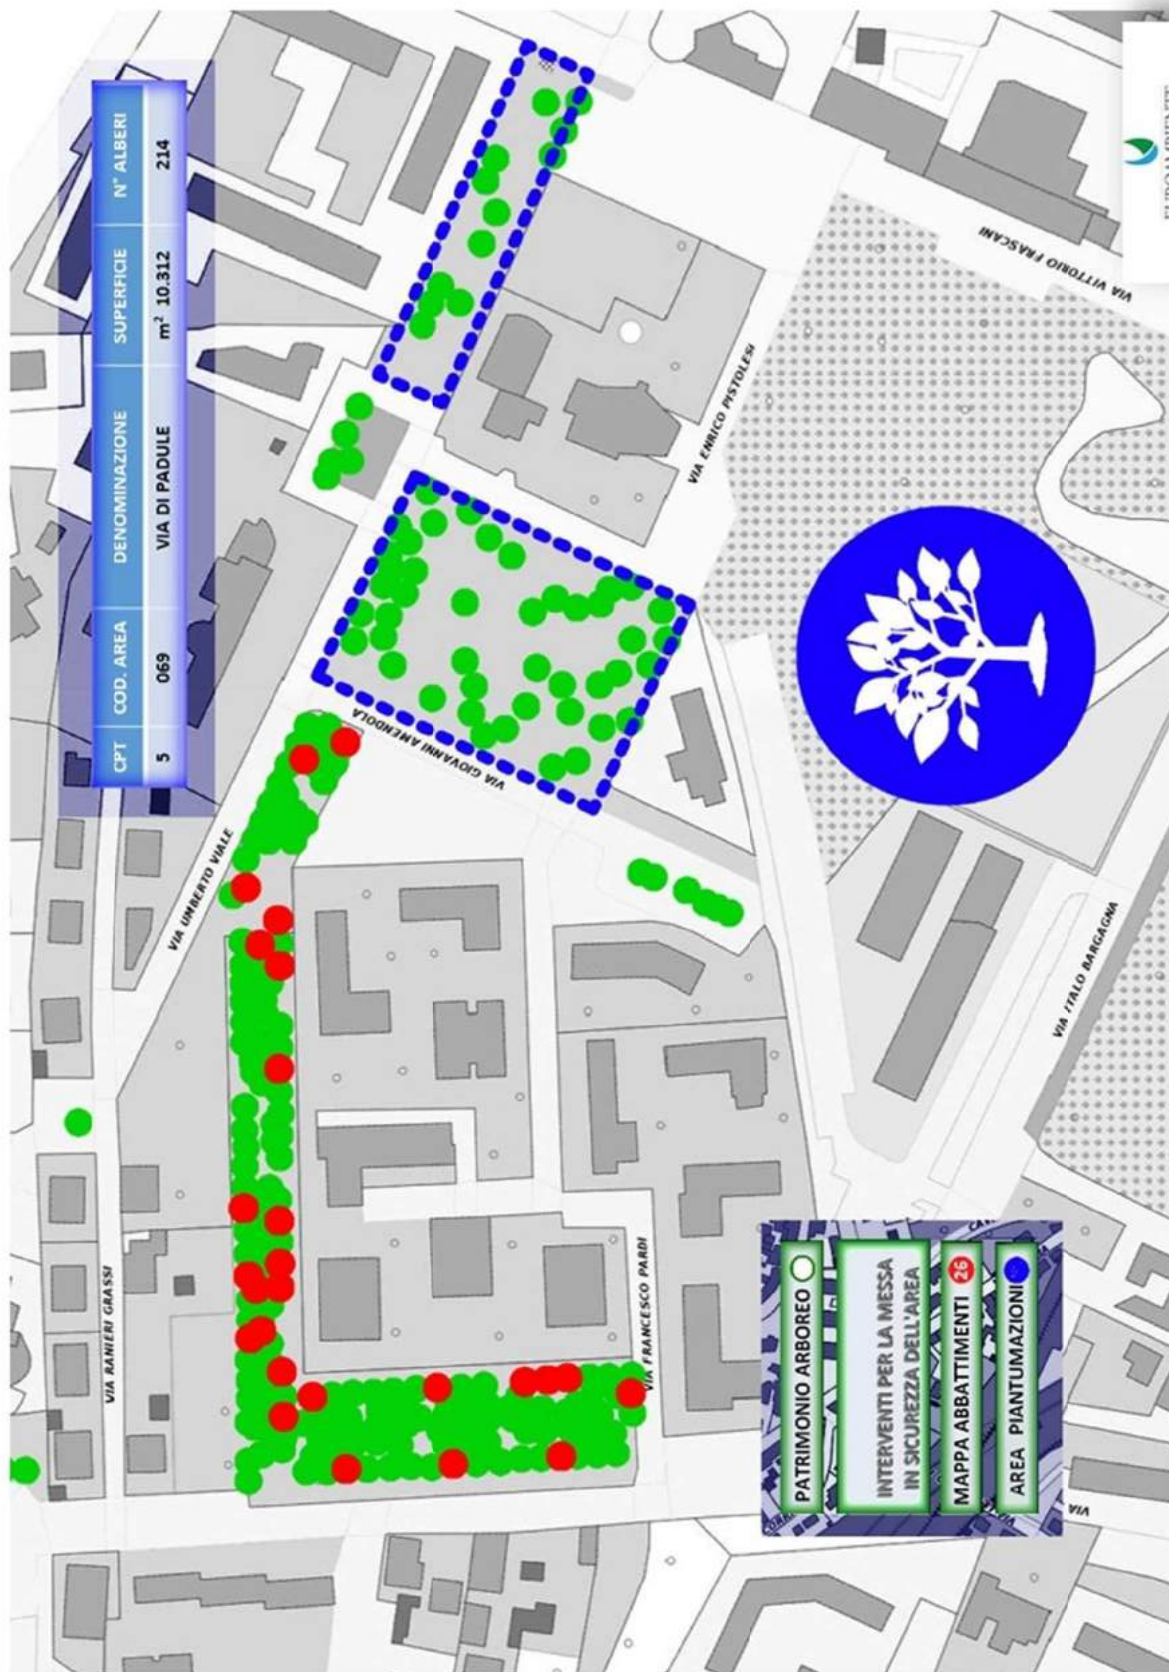 CPT COD. AREA DENOMINAZIONE SUPERFICIE N° ALBERI
5 069 VIA DI PADULE m² 10.312 214
VIA UMBERTO VIALE
VIA GIOVANNI AMENDOLA
VIA ENRICO PISTOLESI
VIA VITTORIO FRASCANI
VIA RANIERI GRASSI
VIA FRANCESCO PARDI
VIA ITALO BARGAGNA
VIA
PATRIMONIO ARBOREO
INTERVENTI PER LA MESSA
IN SICUREZZA DELL'AREA
MAPPA ABBATTIMENTI 26
AREA PIANTUMAZIONI